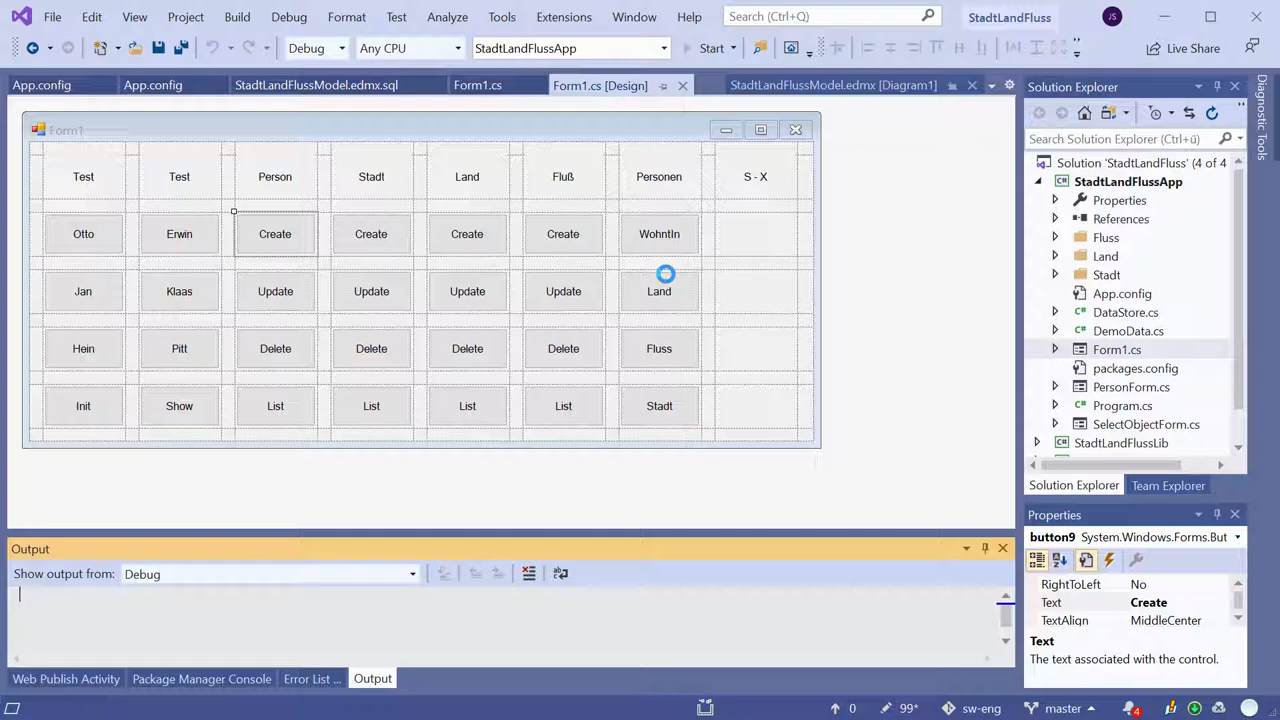 File Edit View Project Build Debug Format Test Analyze Tools Extensions Window Help Search (Ctrl+Q) StadtLandFluss JS
Debug Any CPU StadtLandFlussApp Start Live Share
App.config App.config StadtLandFlussModel.edmx.sql Form1.cs Form1.cs [Design] StadtLandFlussModel.edmx [Diagram1]
Form1
Test Test Person Stadt Land Fluß Personen S - X
Otto Erwin Create Create Create Create WohntIn
Jan Klaas Update Update Update Update Land
Hein Pitt Delete Delete Delete Delete Fluss
Init Show List List List List Stadt
Output
Show output from: Debug
Web Publish Activity Package Manager Console Error List ... Output
Solution Explorer
Search Solution Explorer (Ctrl+ü)
Solution 'StadtLandFluss' (4 of 4
StadtLandFlussApp
Properties
References
Fluss
Land
Stadt
App.config
DataStore.cs
DemoData.cs
Form1.cs
packages.config
PersonForm.cs
Program.cs
SelectObjectForm.cs
StadtLandFlussLib
Solution Explorer Team Explorer
Properties
button9 System.Windows.Forms.But
RightToLeft No
Text Create
TextAlign MiddleCenter
Text
The text associated with the control.
Diagnostic Tools
0 99* sw-eng master 4